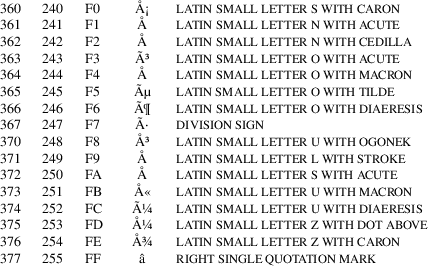 360 240 F0 Å¡ LATIN SMALL LETTER S WITH CARON
361 241 F1 Å LATIN SMALL LETTER N WITH ACUTE
362 242 F2 Å LATIN SMALL LETTER N WITH CEDILLA
363 243 F3 Ã³ LATIN SMALL LETTER O WITH ACUTE
364 244 F4 Å LATIN SMALL LETTER O WITH MACRON
365 245 F5 Ãµ LATIN SMALL LETTER O WITH TILDE
366 246 F6 Ã¶ LATIN SMALL LETTER O WITH DIAERESIS
367 247 F7 Ã· DIVISION SIGN
370 248 F8 Å³ LATIN SMALL LETTER U WITH OGONEK
371 249 F9 Å LATIN SMALL LETTER L WITH STROKE
372 250 FA Å LATIN SMALL LETTER S WITH ACUTE
373 251 FB Å« LATIN SMALL LETTER U WITH MACRON
374 252 FC Ã¼ LATIN SMALL LETTER U WITH DIAERESIS
375 253 FD Å¼ LATIN SMALL LETTER Z WITH DOT ABOVE
376 254 FE Å¾ LATIN SMALL LETTER Z WITH CARON
377 255 FF â RIGHT SINGLE QUOTATION MARK